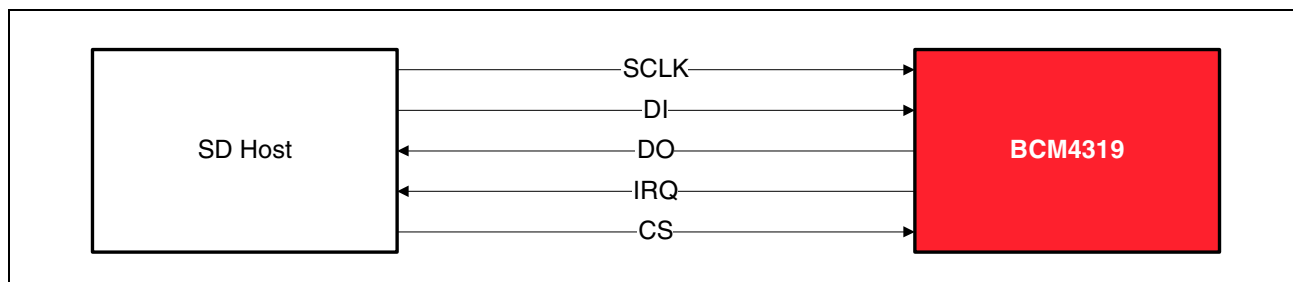 SCLK
DI
SD Host
DO
BCM4319
IRQ
CS